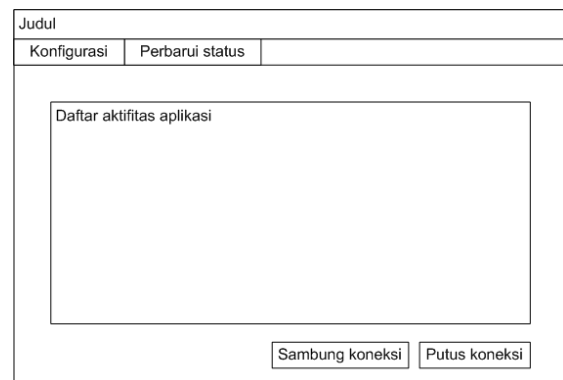 Judul
Konfigurasi Perbarui status
Daftar aktifitas aplikasi
Sambung koneksi Putus koneksi